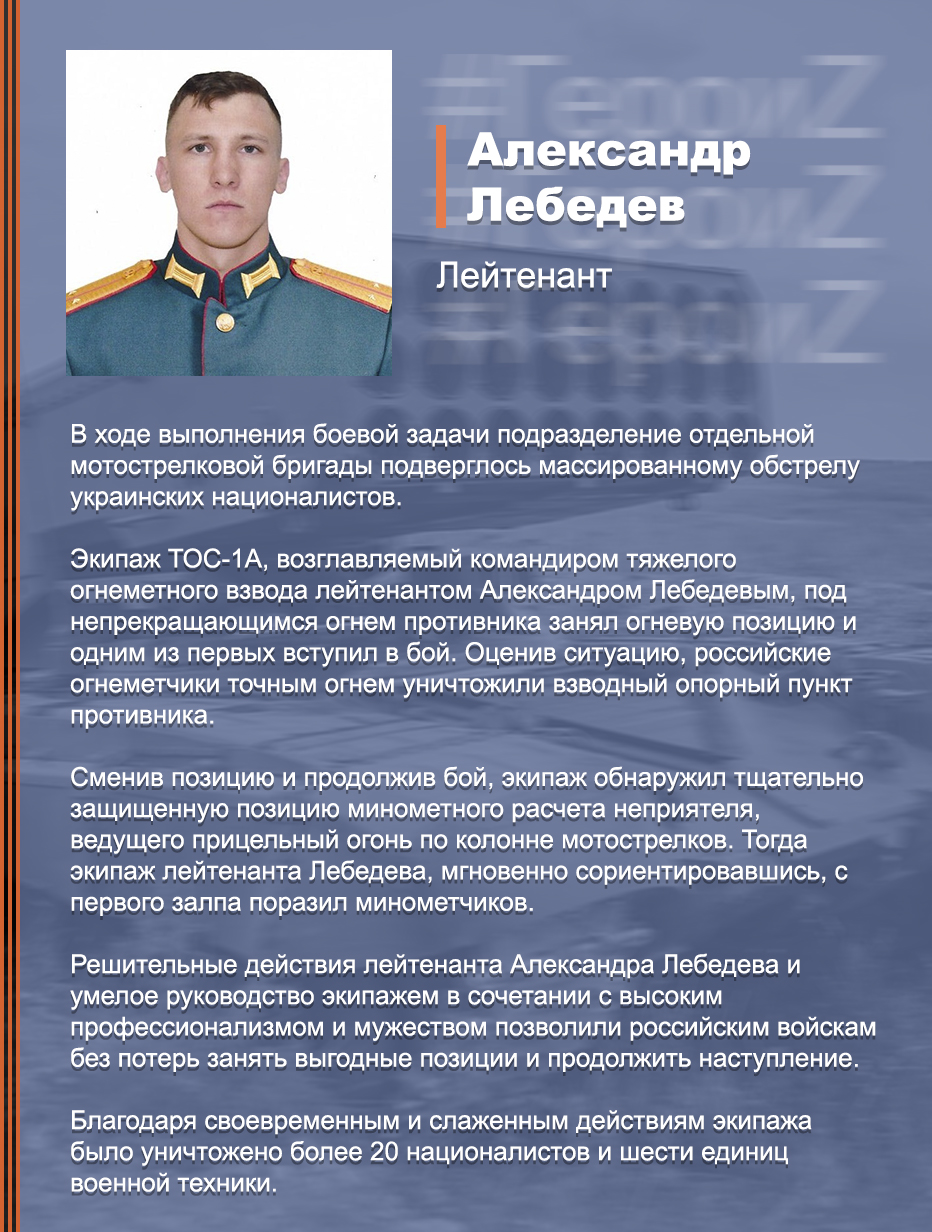 #ГероиZ
Александр
#ГероиZ
Лебедев
Лейтенант
#ГероиZ
В ходе выполнения боевой задачи подразделение отдельной
мотострелковой бригады подверглось массированному обстрелу
украинских националистов.
Экипаж ТОС-1А, возглавляемый командиром тяжелого
огнеметного взвода лейтенантом Александром Лебедевым, под
непрекращающимся огнем противника занял огневую позицию и
одним из первых вступил в бой. Оценив ситуацию, российские
огнеметчики точным огнем уничтожили взводный опорный пункт
противника.
Сменив позицию и продолжив бой, экипаж обнаружил тщательно
защищенную позицию минометного расчета неприятеля,
ведущего прицельный огонь по колонне мотострелков. Тогда
экипаж лейтенанта Лебедева, мгновенно сориентировавшись, с
первого залпа поразил минометчиков.
Решительные действия лейтенанта Александра Лебедева и
умелое руководство экипажем в сочетании с высоким
профессионализмом и мужеством позволили российским войскам
без потерь занять выгодные позиции и продолжить наступление.
Благодаря своевременным и слаженным действиям экипажа
было уничтожено более 20 националистов и шести единиц
военной техники.